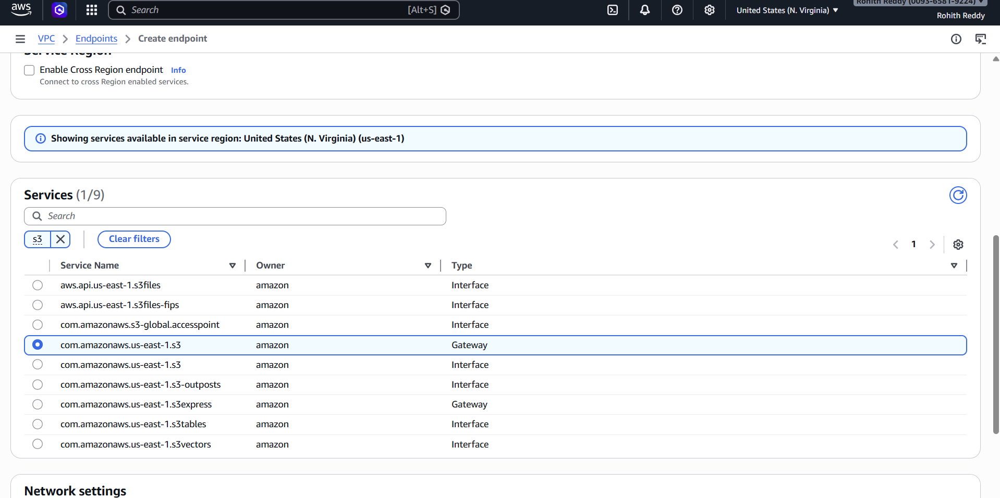 aws
Search [Alt+S]
United States (N. Virginia)
Rohith Reddy (0093-6581-9224)
Rohith Reddy
VPC Endpoints Create endpoint
Service Region
Enable Cross Region endpoint Info
Connect to cross Region enabled services.
Showing services available in service region: United States (N. Virginia) (us-east-1)
Services (1/9)
Search
s3 Clear filters
1
Service Name Owner Type
aws.api.us-east-1.s3files amazon Interface
aws.api.us-east-1.s3files-fips amazon Interface
com.amazonaws.s3-global.accesspoint amazon Interface
com.amazonaws.us-east-1.s3 amazon Gateway
com.amazonaws.us-east-1.s3 amazon Interface
com.amazonaws.us-east-1.s3-outposts amazon Interface
com.amazonaws.us-east-1.s3express amazon Gateway
com.amazonaws.us-east-1.s3tables amazon Interface
com.amazonaws.us-east-1.s3vectors amazon Interface
Network settings